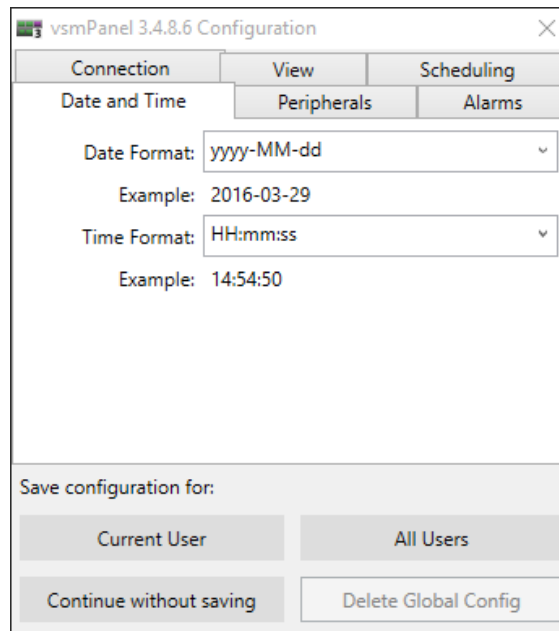 vsmPanel 3.4.8.6 Configuration
Connection View Scheduling
Date and Time Peripherals Alarms
Date Format: yyyy-MM-dd
Example: 2016-03-29
Time Format: HH:mm:ss
Example: 14:54:50
Save configuration for:
Current User All Users
Continue without saving Delete Global Config